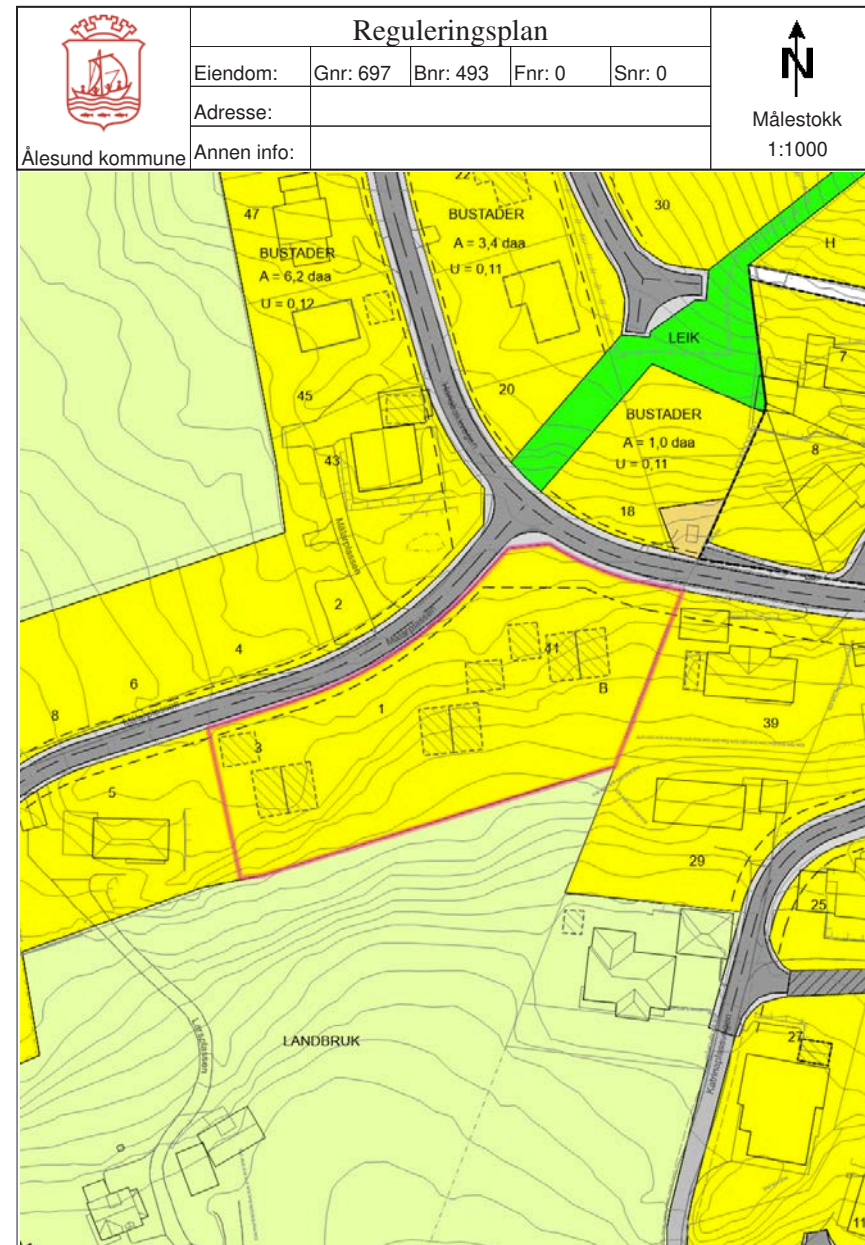 Reguleringsplan
Eiendom: Gnr: 697 Bnr: 493 Fnr: 0 Snr: 0
Adresse:
Annen info:
Ålesund kommune
N
Målestokk
1:1000
22
47
BUSTADER
A = 3,4 daa
U = 0,11
30
H
BUSTADER
A = 6,2 daa
U = 0,12
LEIK
7
45
20
BUSTADER
A = 1,0 daa
U = 0,11
43
8
18
Målarplassen
2
Målarplassen
4
41
6
B
8
1
39
3
5
29
25
LANDBRUK
27
11